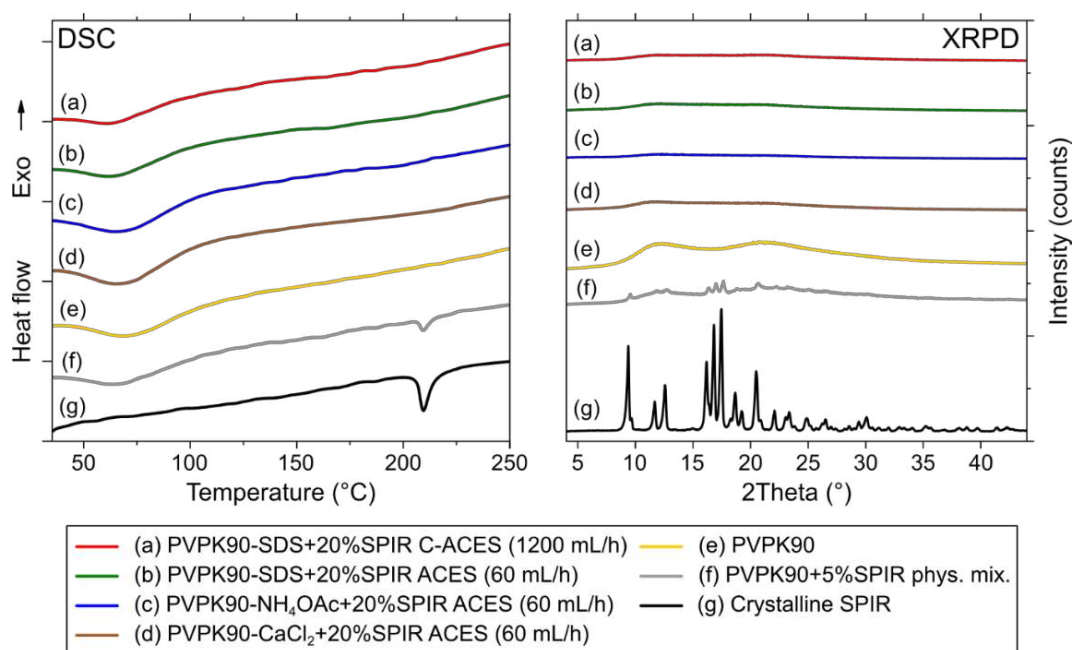 DSC
XRPD
(a)
(b)
(c)
(d)
(e)
(f)
(g)
Heat flow Exo
50 100 150 200 250
Temperature (°C)
(a)
(b)
(c)
(d)
(e)
(f)
(g)
Intensity (counts)
5 10 15 20 25 30 35 40
2Theta (°)
(a) PVPK90-SDS+20%SPIR C-ACES (1200 mL/h)
(b) PVPK90-SDS+20%SPIR ACES (60 mL/h)
(c) PVPK90-NH₄OAc+20%SPIR ACES (60 mL/h)
(d) PVPK90-CaCl₂+20%SPIR ACES (60 mL/h)
(e) PVPK90
(f) PVPK90+5%SPIR phys. mix.
(g) Crystalline SPIR